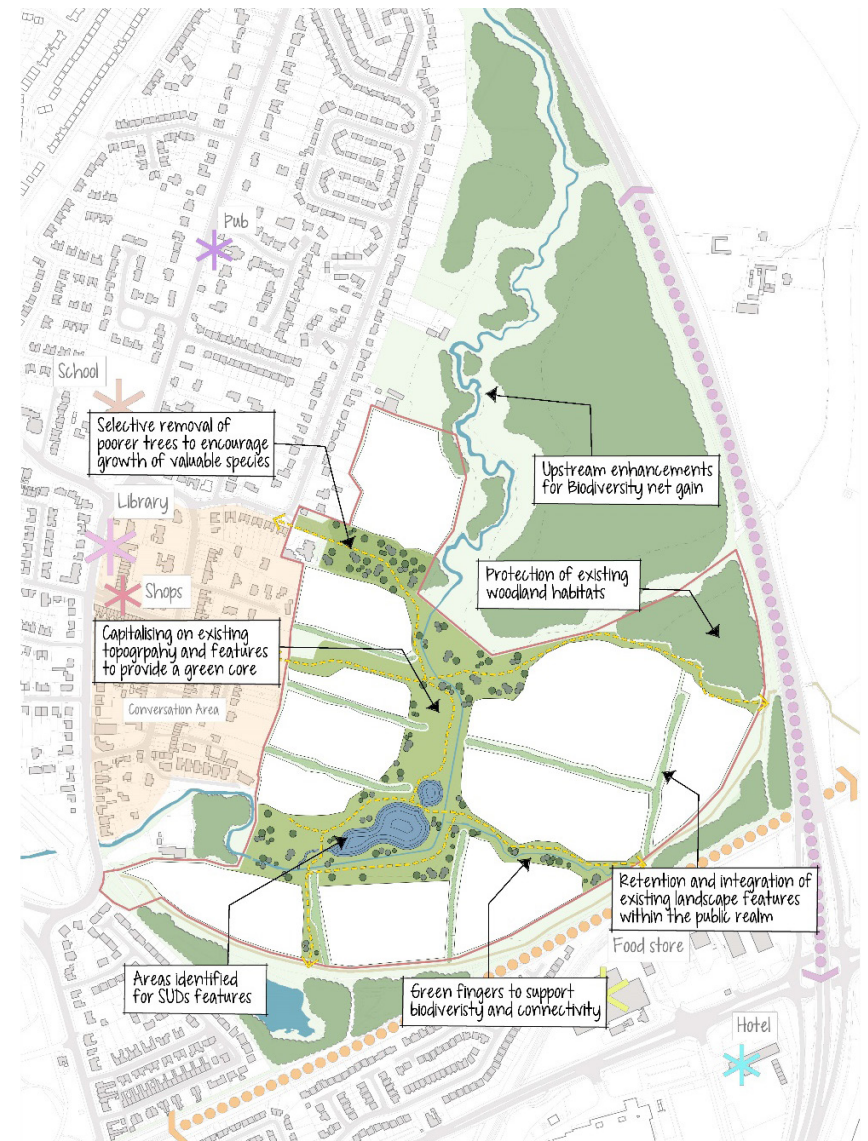 Pub
School
Selective removal of
poorer trees to encourage
growth of valuable species
Upstream enhancements
for Biodiversity net gain
Library
Shops
Protection of existing
woodland habitats
Capitalising on existing
topogrpahy and features
to provide a green core
Conversation Area
Retention and integration of
existing landscape features
within the public realm
Food store
Areas identified
for SUDs features
Green fingers to support
biodiveristy and connectivity
Hotel